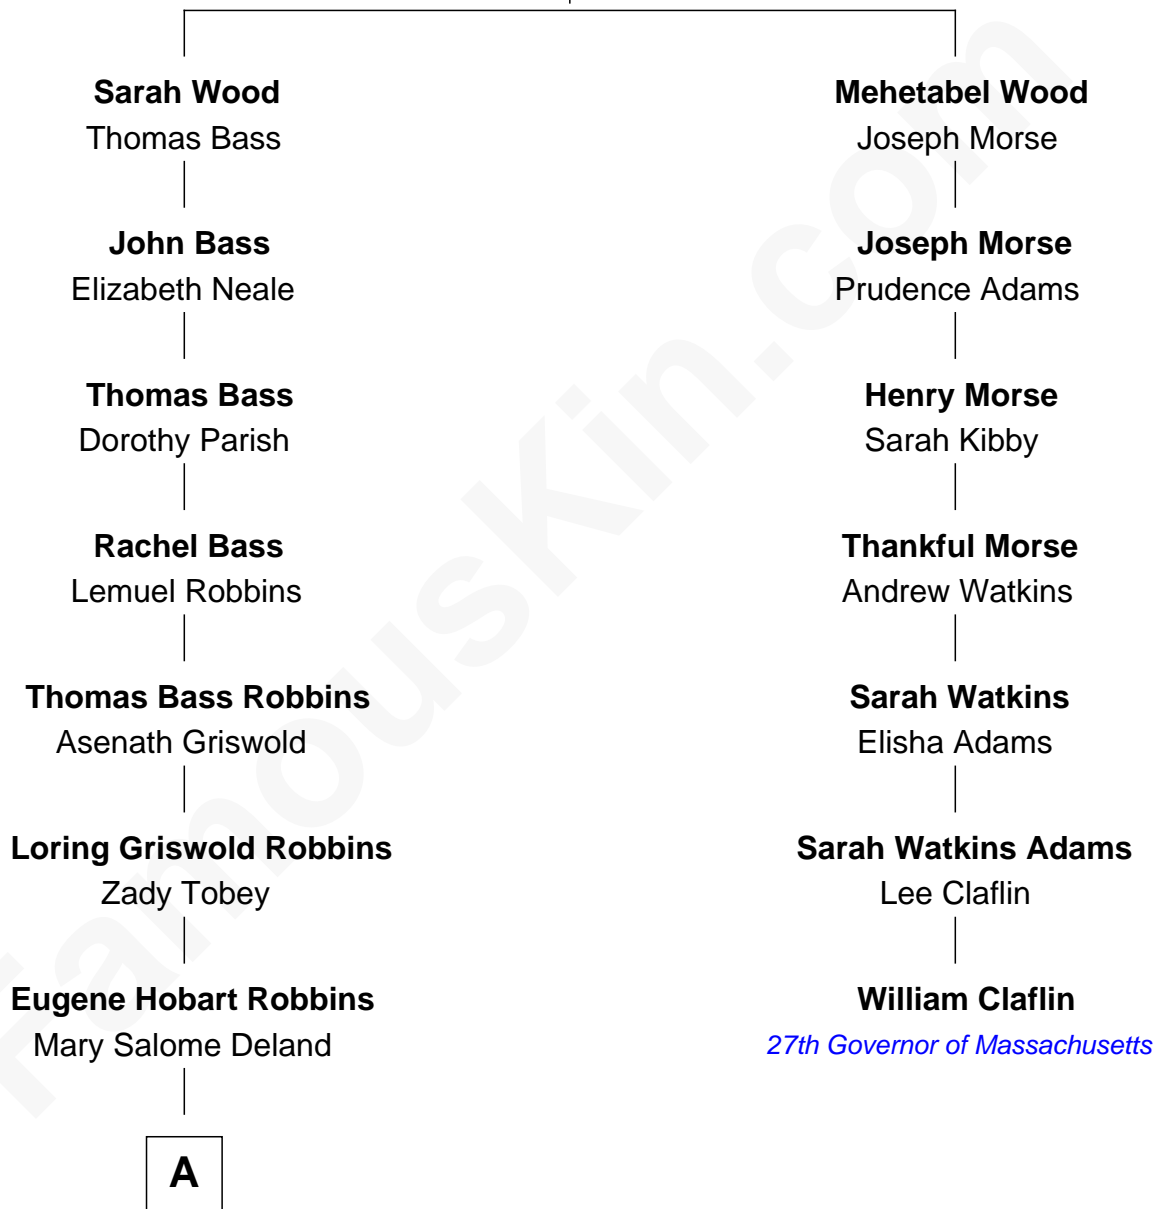 Sarah Wood
Thomas Bass
John Bass
Elizabeth Neale
Thomas Bass
Dorothy Parish
Rachel Bass
Lemuel Robbins
Thomas Bass Robbins
Asenath Griswold
Loring Griswold Robbins
Zady Tobey
Eugene Hobart Robbins
Mary Salome Deland
A
Mehetabel Wood
Joseph Morse
Joseph Morse
Prudence Adams
Henry Morse
Sarah Kibby
Thankful Morse
Andrew Watkins
Sarah Watkins
Elisha Adams
Sarah Watkins Adams
Lee Claflin
William Claflin
27th Governor of Massachusetts
FamousKin.com